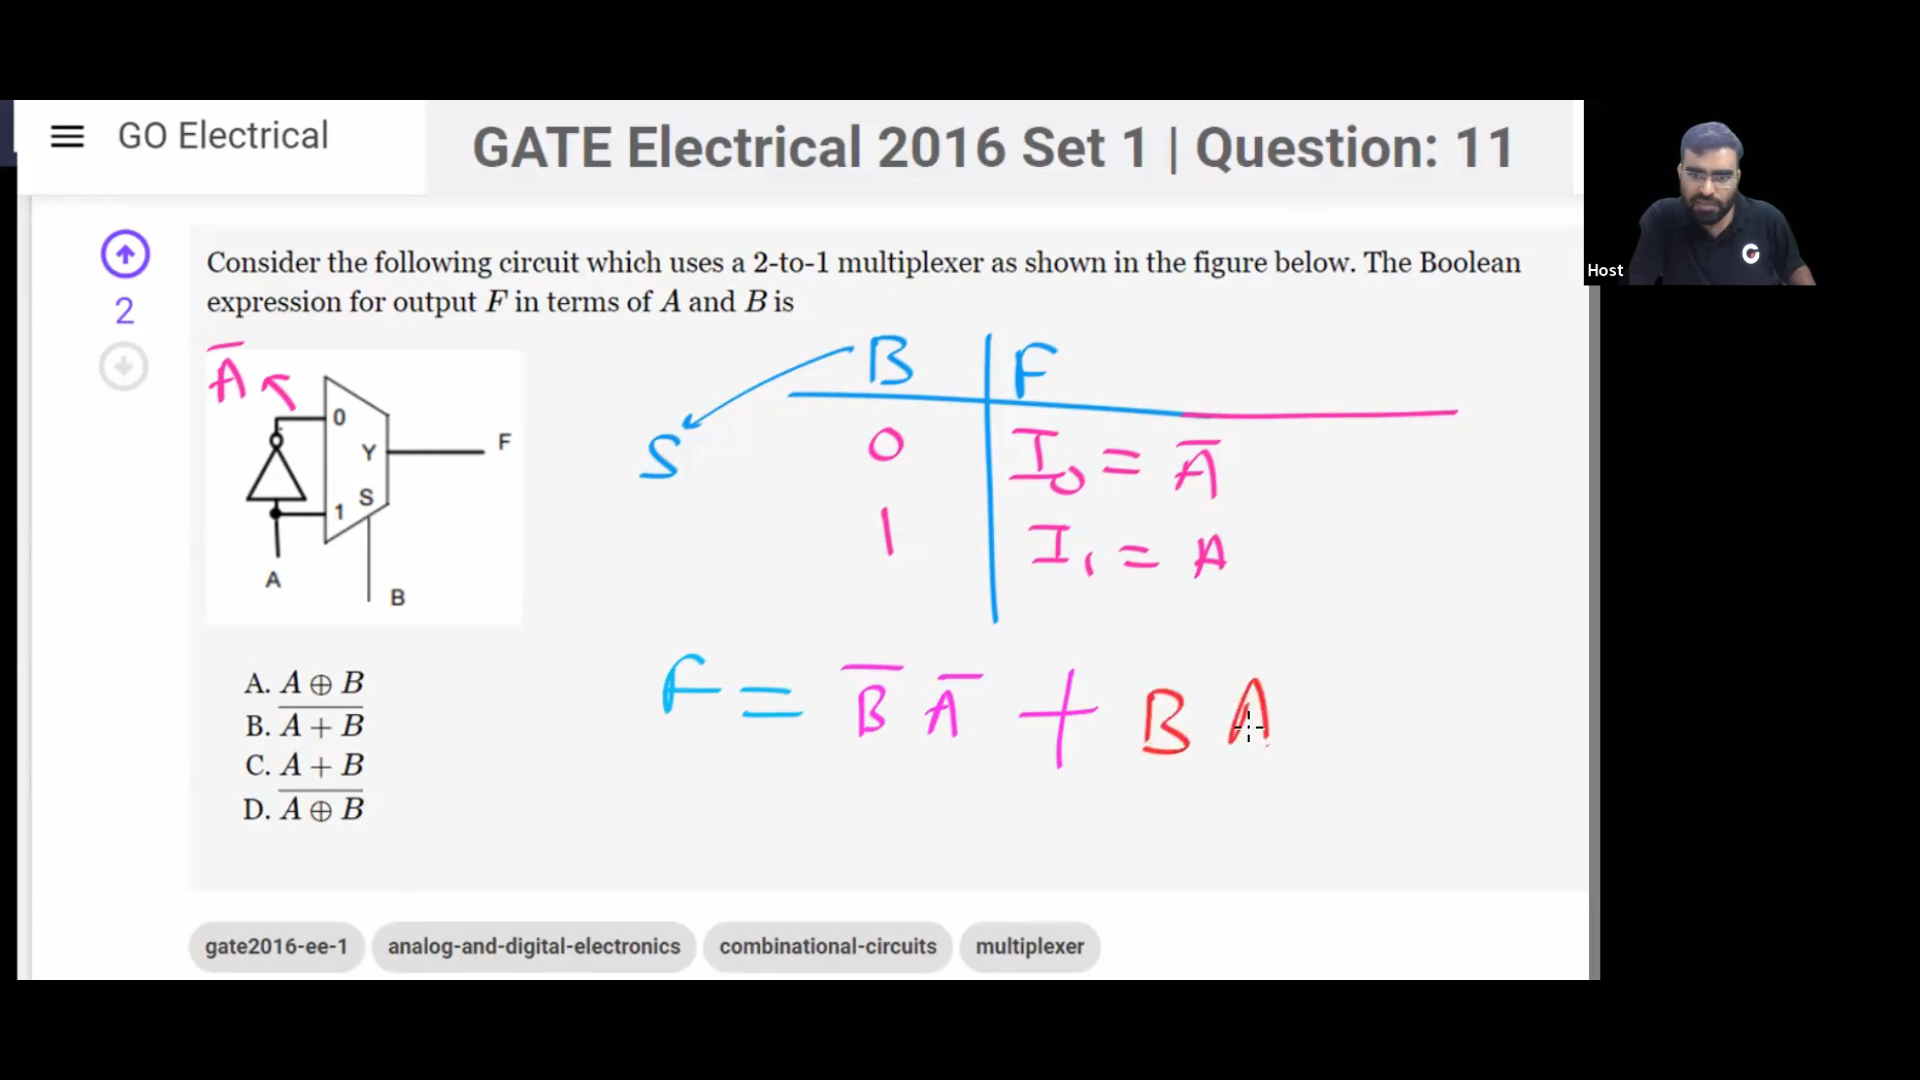 GO Electrical
GATE Electrical 2016 Set 1 | Question: 11
Host
2
Consider the following circuit which uses a 2-to-1 multiplexer as shown in the figure below. The Boolean
expression for output F in terms of A and B is
A̅
0
Y
F
S
1
A
B
B F
S
0 I₀ = A̅
1 I₁ = A
F = B̅ A̅ + B A
A. A ⊕ B
B. \overline{A + B}
C. A + B
D. \overline{A ⊕ B}
gate2016-ee-1 analog-and-digital-electronics combinational-circuits multiplexer